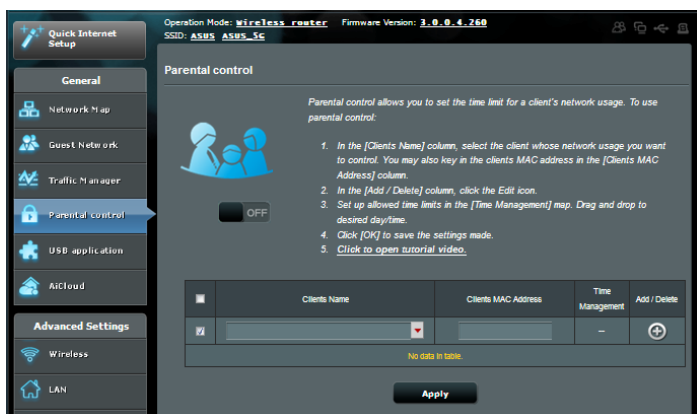 Quick Internet
Setup
Operation Mode: Wireless router Firmware Version: 3.0.0.4.260
SSID: ASUS ASUS_5G
General
Network Map
Guest Network
Traffic Manager
Parental control
USB application
AiCloud
Advanced Settings
Wireless
LAN
Parental control
Parental control allows you to set the time limit for a client's network usage. To use
parental control:
1. In the [Clients Name] column, select the client whose network usage you want
to control. You may also key in the clients MAC address in the [Clients MAC
Address] column.
2. In the [Add / Delete] column, click the Edit icon.
3. Set up allowed time limits in the [Time Management] map. Drag and drop to
desired day/time.
4. Click [OK] to save the settings made.
5. Click to open tutorial video.
OFF
Clients Name
Clients MAC Address
Time
Management
Add / Delete
–
No data in table.
Apply